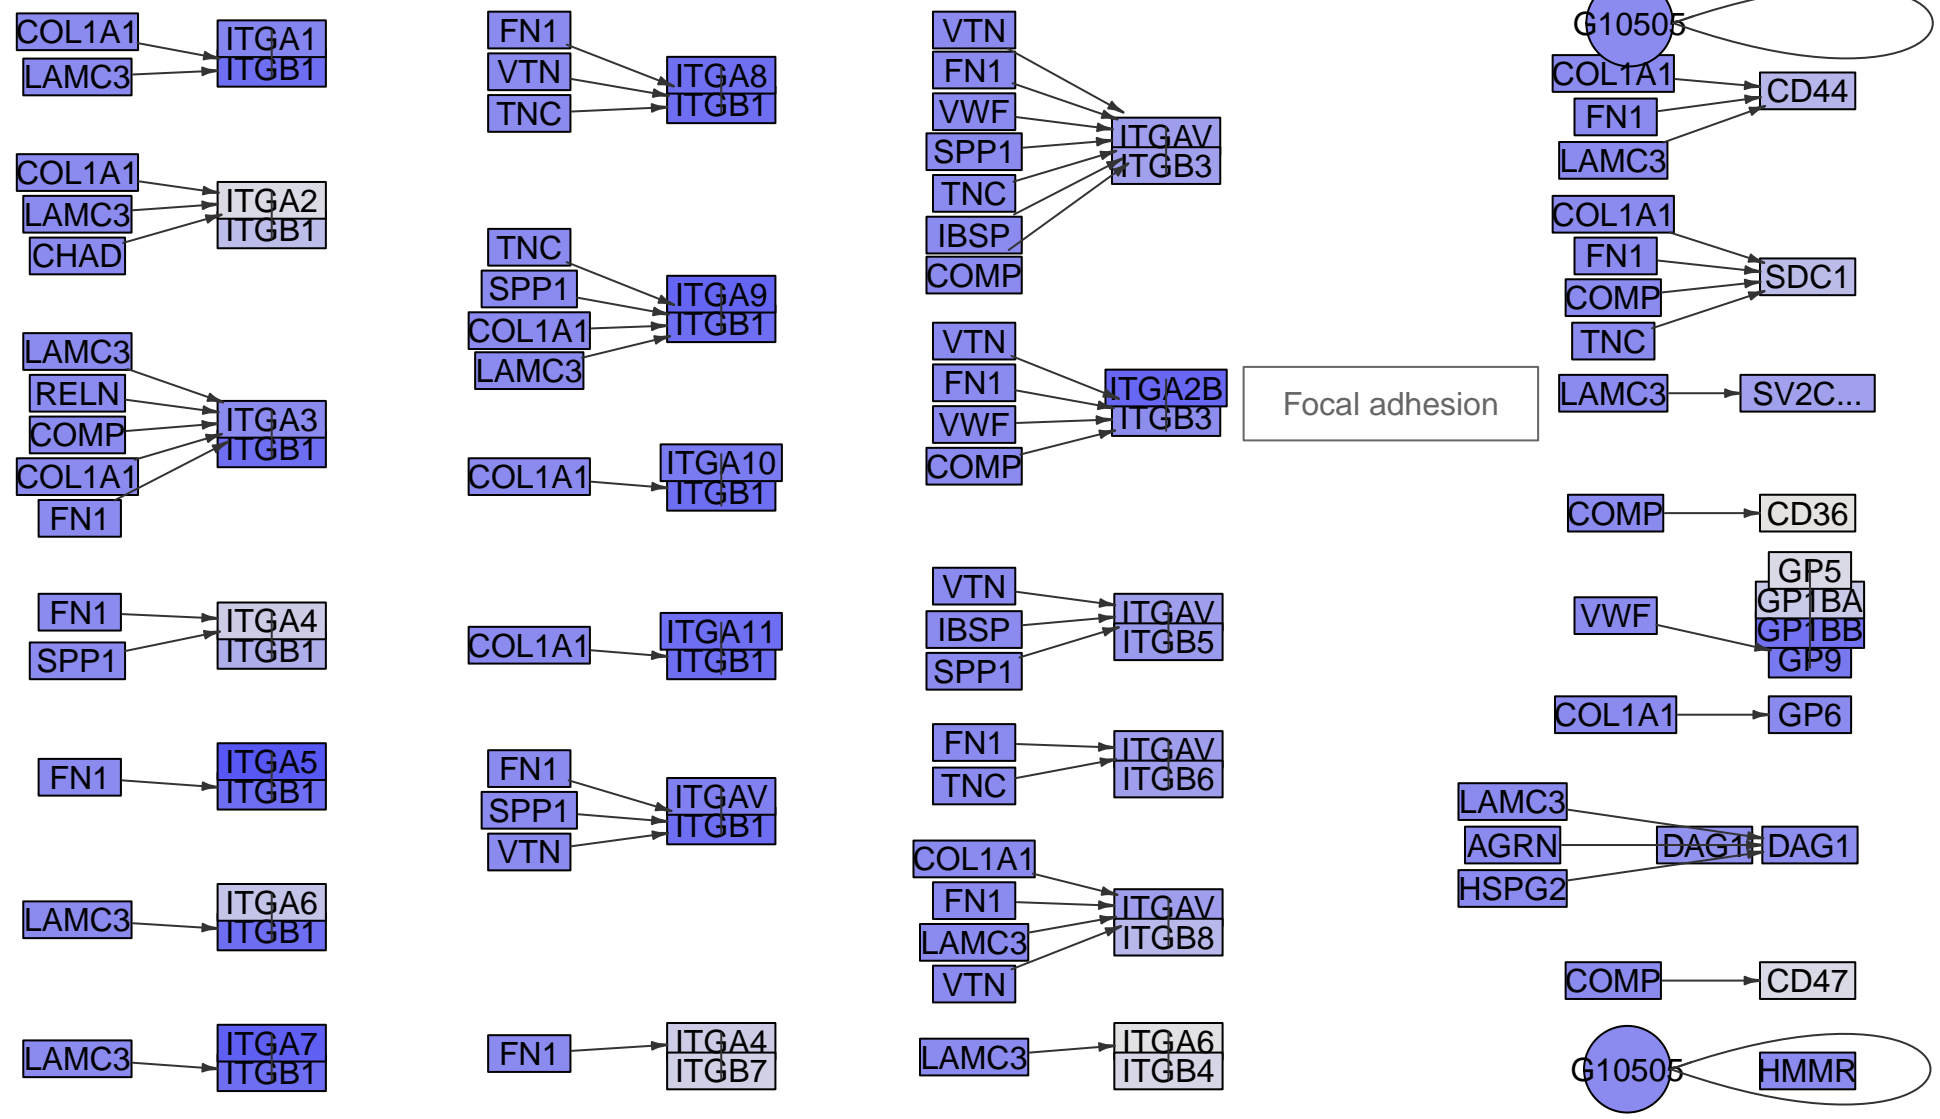 COL1A1
LAMC3
ITGA1
ITGB1
COL1A1
LAMC3
CHAD
ITGA2
ITGB1
LAMC3
RELN
COMP
COL1A1
FN1
ITGA3
ITGB1
FN1
SPP1
ITGA4
ITGB1
FN1
ITGA5
ITGB1
LAMC3
ITGA6
ITGB1
LAMC3
ITGA7
ITGB1
FN1
VTN
TNC
ITGA8
ITGB1
TNC
SPP1
COL1A1
LAMC3
ITGA9
ITGB1
COL1A1
ITGA10
ITGB1
COL1A1
ITGA11
ITGB1
FN1
SPP1
VTN
ITGAV
ITGB1
FN1
ITGA4
ITGB7
VTN
FN1
VWF
SPP1
TNC
IBSP
COMP
ITGAV
ITGB3
VTN
FN1
VWF
COMP
ITGA2B
ITGB3
Focal adhesion
VTN
IBSP
SPP1
ITGAV
ITGB5
FN1
TNC
ITGAV
ITGB6
COL1A1
FN1
LAMC3
VTN
ITGAV
ITGB8
LAMC3
ITGA6
ITGB4
G10505
COL1A1
FN1
LAMC3
CD44
COL1A1
FN1
COMP
TNC
SDC1
LAMC3
SV2C...
COMP
CD36
VWF
GP5
GP1BA
GP1BB
GP9
COL1A1
GP6
LAMC3
AGRN
HSPG2
DAG1
DAG1
COMP
CD47
G10505
HMMR